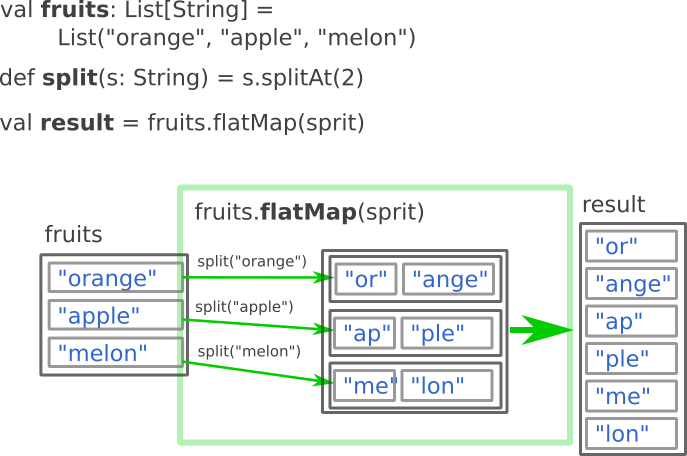 val fruits: List[String] =
List("orange", "apple", "melon")
def split(s: String) = s.splitAt(2)
val result = fruits.flatMap(sprit)
fruits.flatMap(sprit)
result
fruits
split("orange")
"orange"
"or" "ange"
split("apple")
"apple"
"ap" "ple"
split("melon")
"melon"
"me" "lon"
"or"
"ange"
"ap"
"ple"
"me"
"lon"